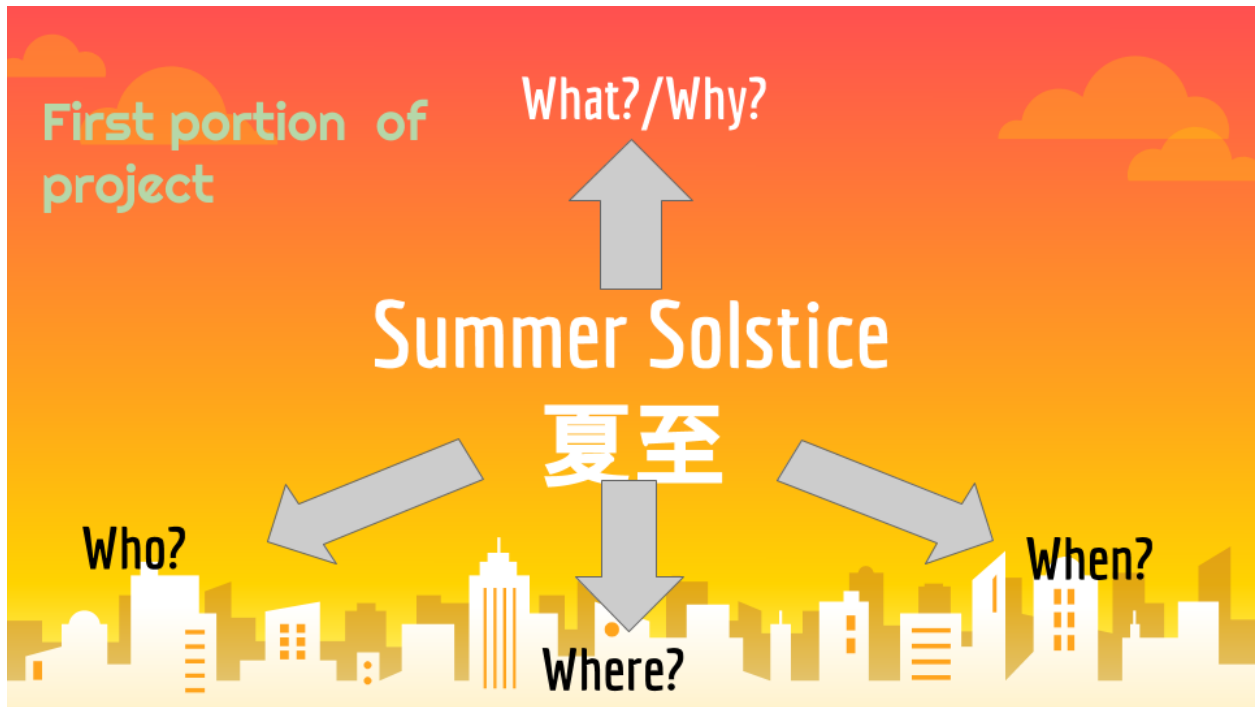 What?/Why?
First portion of
project
Summer Solstice
夏至
Who?
When?
Where?